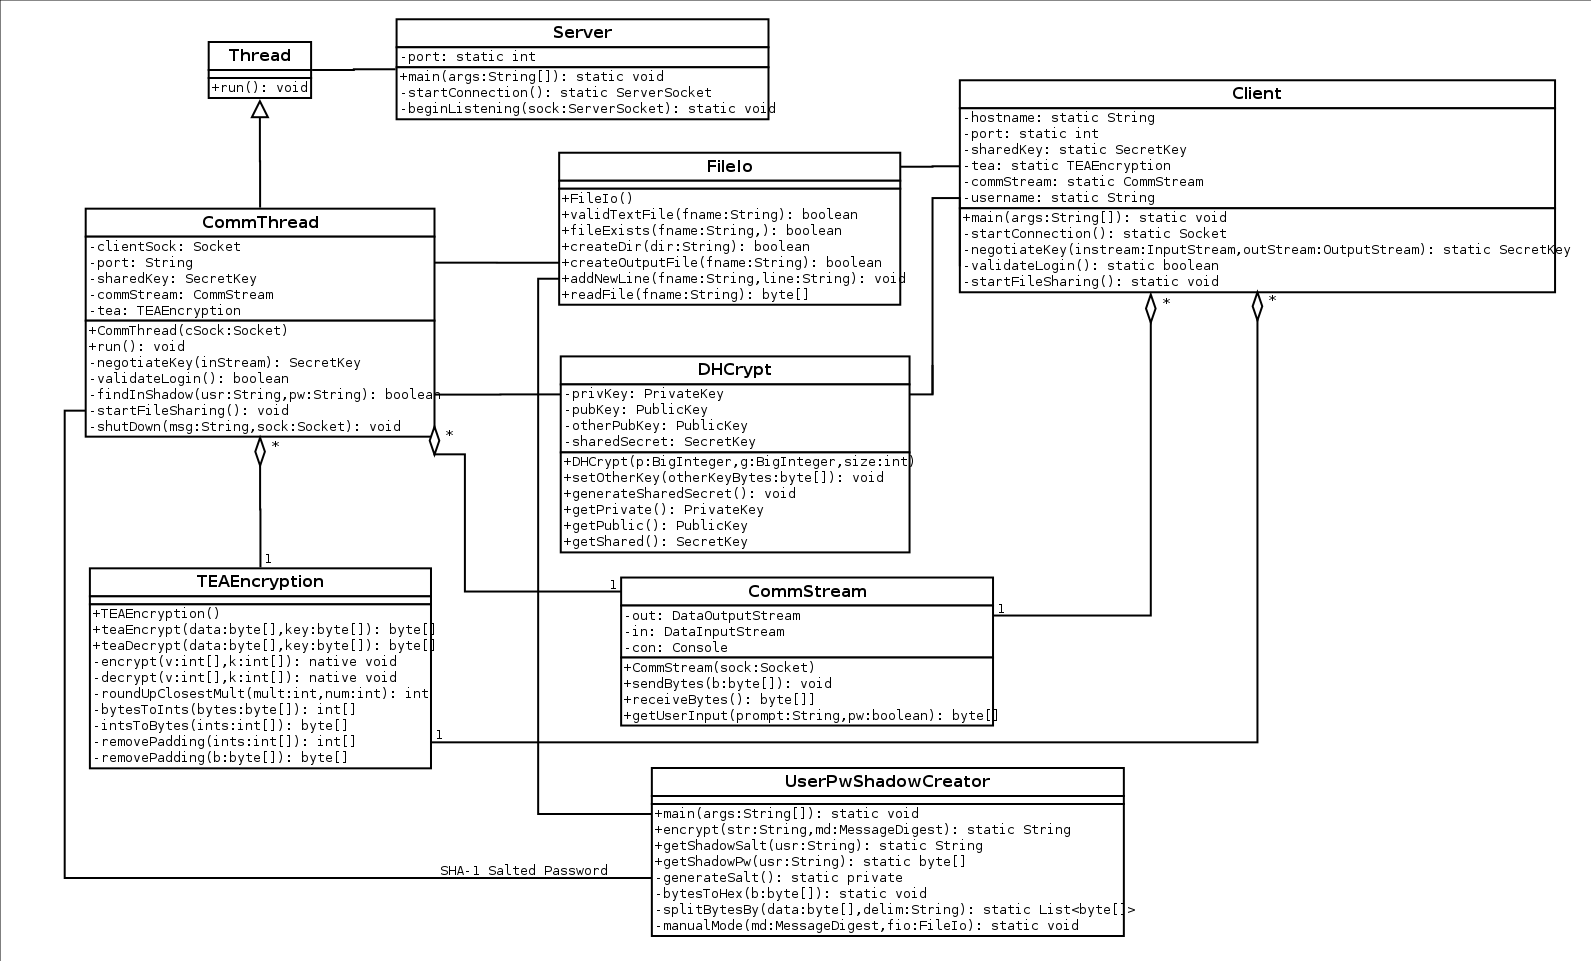 Thread
+run(): void
Server
-port: static int
+main(args:String[]): static void
-startConnection(): static ServerSocket
-beginListening(sock:ServerSocket): static void
Client
-hostname: static String
-port: static int
-sharedKey: static SecretKey
-tea: static TEAEncryption
-commStream: static CommStream
-username: static String
+main(args:String[]): static void
-startConnection(): static Socket
-negotiateKey(instream:InputStream,outStream:OutputStream): static SecretKey
-validateLogin(): static boolean
-startFileSharing(): static void
*
*
FileIo
+FileIo()
+validTextFile(fname:String): boolean
+fileExists(fname:String,): boolean
+createDir(dir:String): boolean
+createOutputFile(fname:String): boolean
+addNewLine(fname:String,line:String): void
+readFile(fname:String): byte[]
CommThread
-clientSock: Socket
-port: String
-sharedKey: SecretKey
-commStream: CommStream
-tea: TEAEncryption
+CommThread(cSock:Socket)
+run(): void
-negotiateKey(inStream): SecretKey
-validateLogin(): boolean
-findInShadow(usr:String,pw:String): boolean
-startFileSharing(): void
-shutDown(msg:String,sock:Socket): void
*
*
DHCrypt
-privKey: PrivateKey
-pubKey: PublicKey
-otherPubKey: PublicKey
-sharedSecret: SecretKey
+DHCrypt(p:BigInteger,g:BigInteger,size:int)
+setOtherKey(otherKeyBytes:byte[]): void
+generateSharedSecret(): void
+getPrivate(): PrivateKey
+getPublic(): PublicKey
+getShared(): SecretKey
1
TEAEncryption
+TEAEncryption()
+teaEncrypt(data:byte[],key:byte[]): byte[]
+teaDecrypt(data:byte[],key:byte[]): byte[]
-encrypt(v:int[],k:int[]): native void
-decrypt(v:int[],k:int[]): native void
-roundUpClosestMult(mult:int,num:int): int
-bytesToInts(bytes:byte[]): int[]
-intsToBytes(ints:int[]): byte[]
-removePadding(ints:int[]): int[]
-removePadding(b:byte[]): byte[]
1
1
CommStream
-out: DataOutputStream
-in: DataInputStream
-con: Console
+CommStream(sock:Socket)
+sendBytes(b:byte[]): void
+receiveBytes(): byte[]]
+getUserInput(prompt:String,pw:boolean): byte[]
1
UserPwShadowCreator
+main(args:String[]): static void
+encrypt(str:String,md:MessageDigest): static String
+getShadowSalt(usr:String): static String
+getShadowPw(usr:String): static byte[]
-generateSalt(): static private
-bytesToHex(b:byte[]): static void
-splitBytesBy(data:byte[],delim:String): static List<byte[]>
-manualMode(md:MessageDigest,fio:FileIo): static void
SHA-1 Salted Password